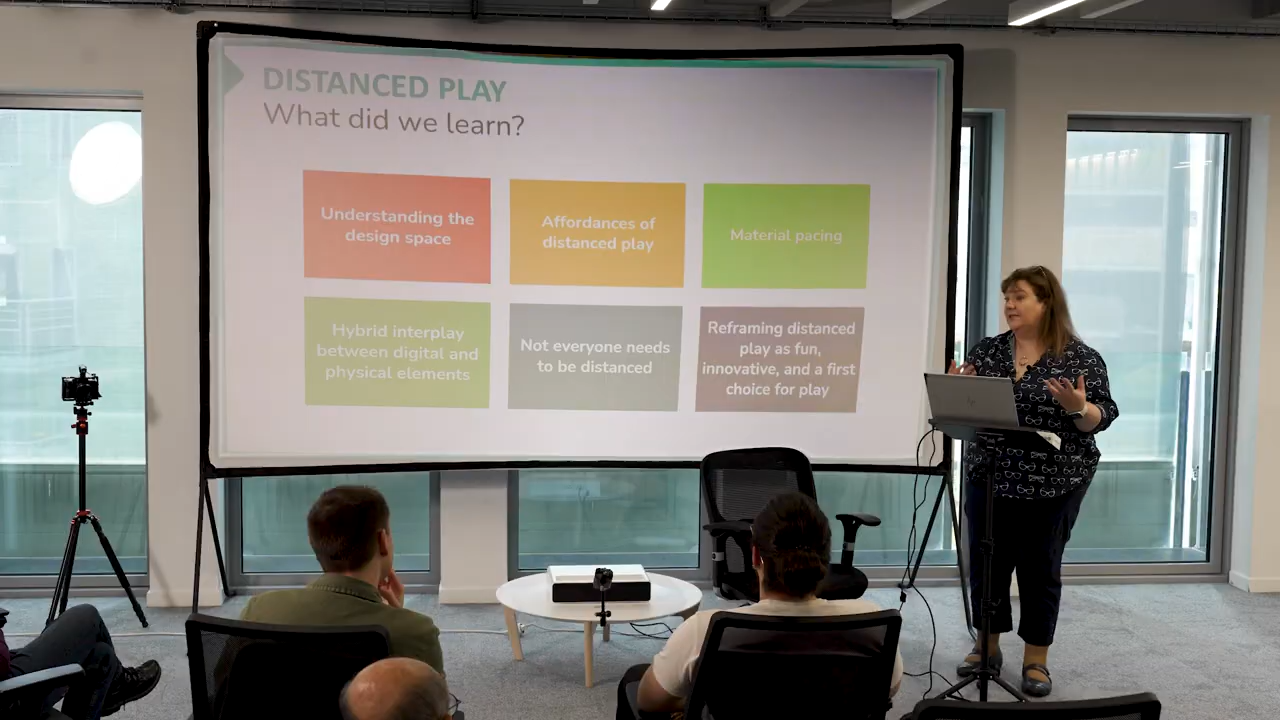 DISTANCED PLAY
What did we learn?
Understanding the
design space
Affordances of
distanced play
Material pacing
Hybrid interplay
between digital and
physical elements
Not everyone needs
to be distanced
Reframing distanced
play as fun,
innovative, and a first
choice for play